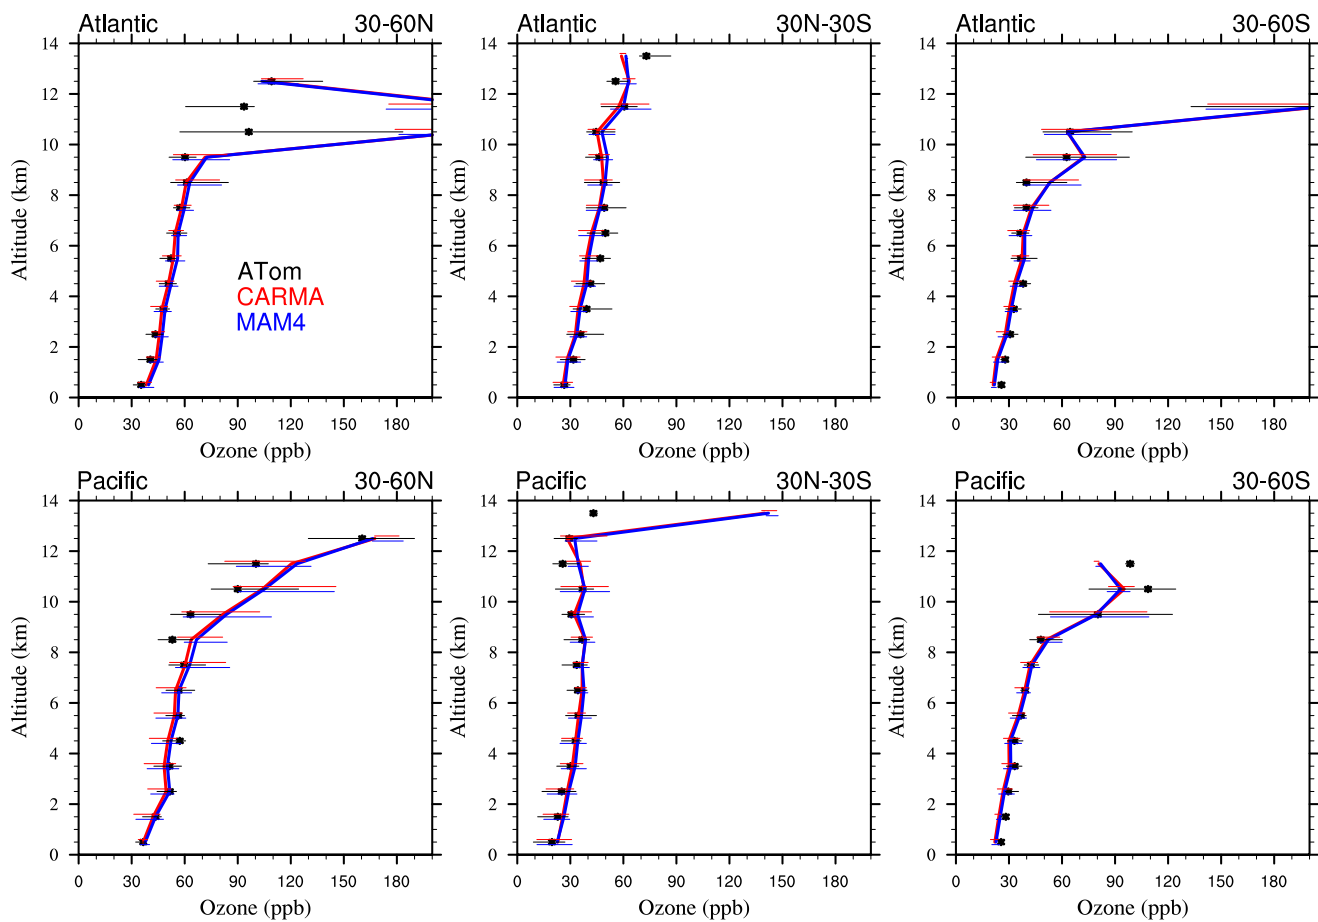 Atlantic 30-60N
14
12
10
8
6
4
2
0
Altitude (km)
ATom
CARMA
MAM4
0 30 60 90 120 150 180
Ozone (ppb)
Atlantic 30N-30S
14
12
10
8
6
4
2
0
Altitude (km)
0 30 60 90 120 150 180
Ozone (ppb)
Atlantic 30-60S
14
12
10
8
6
4
2
0
Altitude (km)
0 30 60 90 120 150 180
Ozone (ppb)
Pacific 30-60N
14
12
10
8
6
4
2
0
Altitude (km)
0 30 60 90 120 150 180
Ozone (ppb)
Pacific 30N-30S
14
12
10
8
6
4
2
0
Altitude (km)
0 30 60 90 120 150 180
Ozone (ppb)
Pacific 30-60S
14
12
10
8
6
4
2
0
Altitude (km)
0 30 60 90 120 150 180
Ozone (ppb)